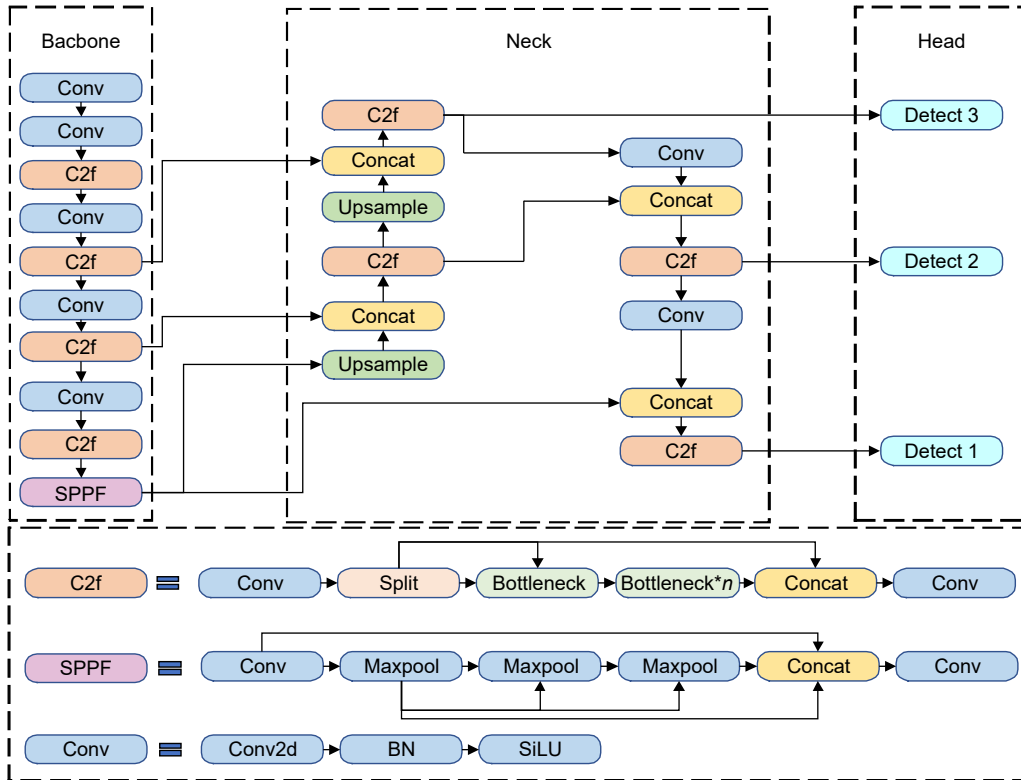 Bacbone
Neck
Head
Conv
Conv
C2f
Conv
C2f
Conv
C2f
Conv
C2f
SPPF
C2f
Concat
Upsample
C2f
Concat
Upsample
Conv
Concat
C2f
Conv
Concat
C2f
Detect 3
Detect 2
Detect 1
C2f = Conv Split Bottleneck Bottleneck*n Concat Conv
SPPF = Conv Maxpool Maxpool Maxpool Concat Conv
Conv = Conv2d BN SiLU